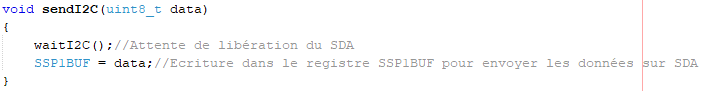 void sendI2C(uint8_t data)
{
    waitI2C();//Attente de libération du SDA
    SSP1BUF = data;//Ecriture dans le registre SSP1BUF pour envoyer les données sur SDA
}